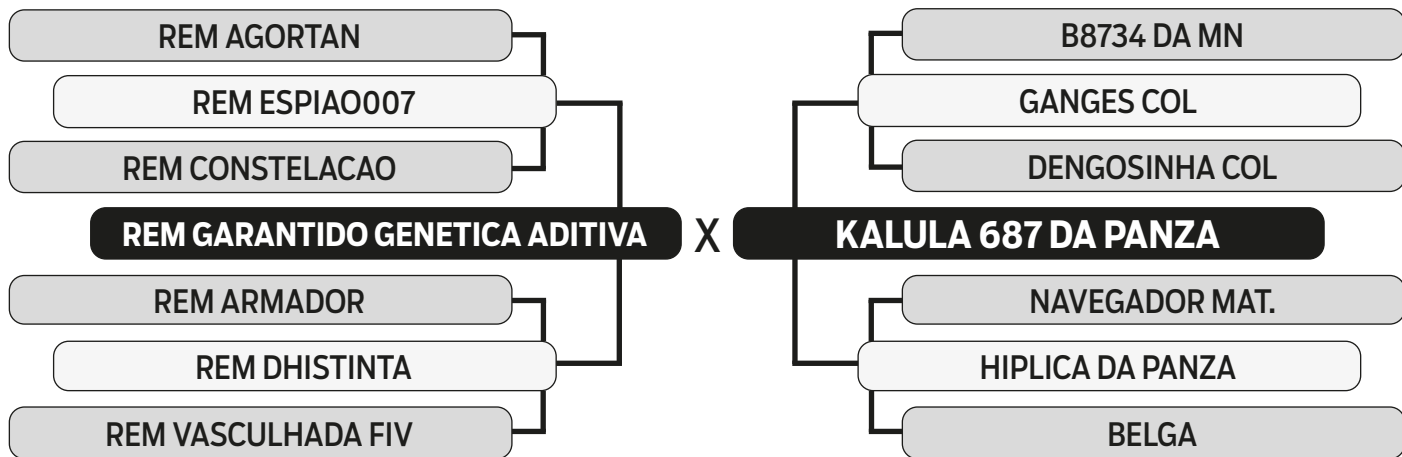 REM AGORTAN
REM ESPIAO007
REM CONSTELACAO
REM GARANTIDO GENETICA ADITIVA
REM ARMADOR
REM DHISTINTA
REM VASCULHADA FIV
X
B8734 DA MN
GANGES COL
DENGOSINHA COL
KALULA 687 DA PANZA
NAVEGADOR MAT.
HIPLICA DA PANZA
BELGA